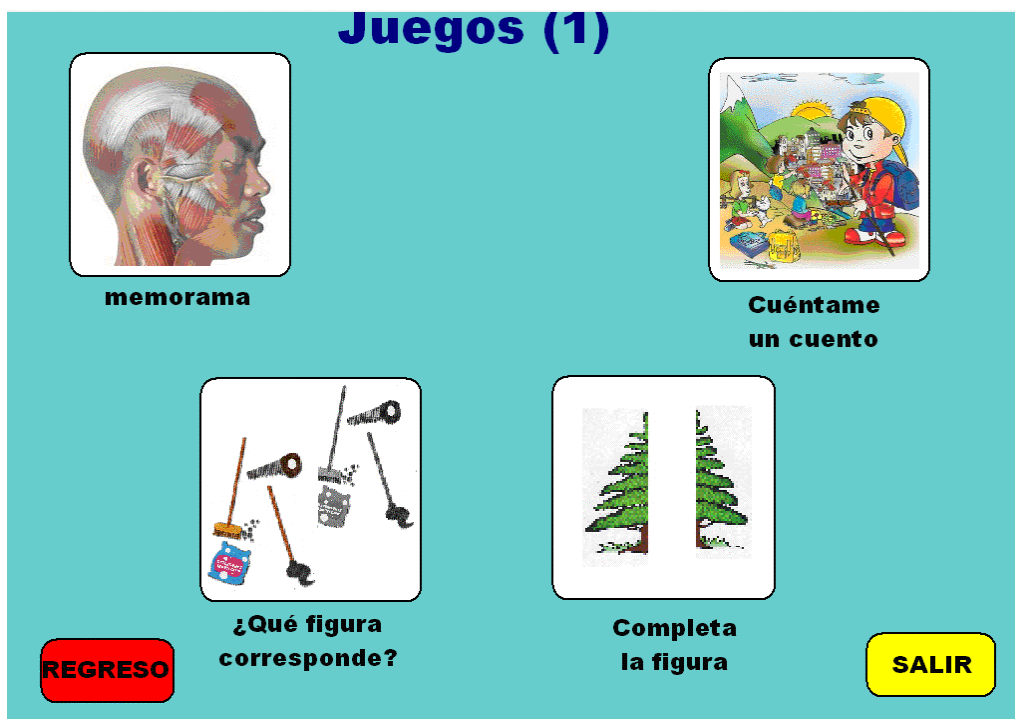 Juegos (1)
memorama
Cuéntame
un cuento
¿Qué figura
corresponde?
Completa
la figura
REGRESO
SALIR